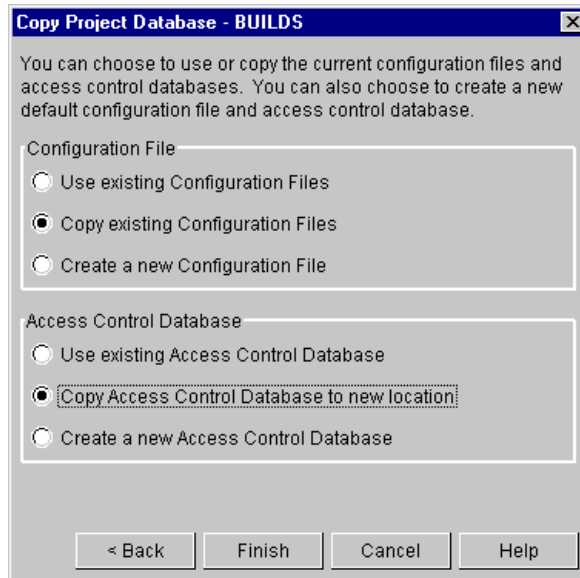 Copy Project Database - BUILDS
You can choose to use or copy the current configuration files and
access control databases. You can also choose to create a new
default configuration file and access control database.
Configuration File
Use existing Configuration Files
Copy existing Configuration Files
Create a new Configuration File
Access Control Database
Use existing Access Control Database
Copy Access Control Database to new location
Create a new Access Control Database
< Back Finish Cancel Help